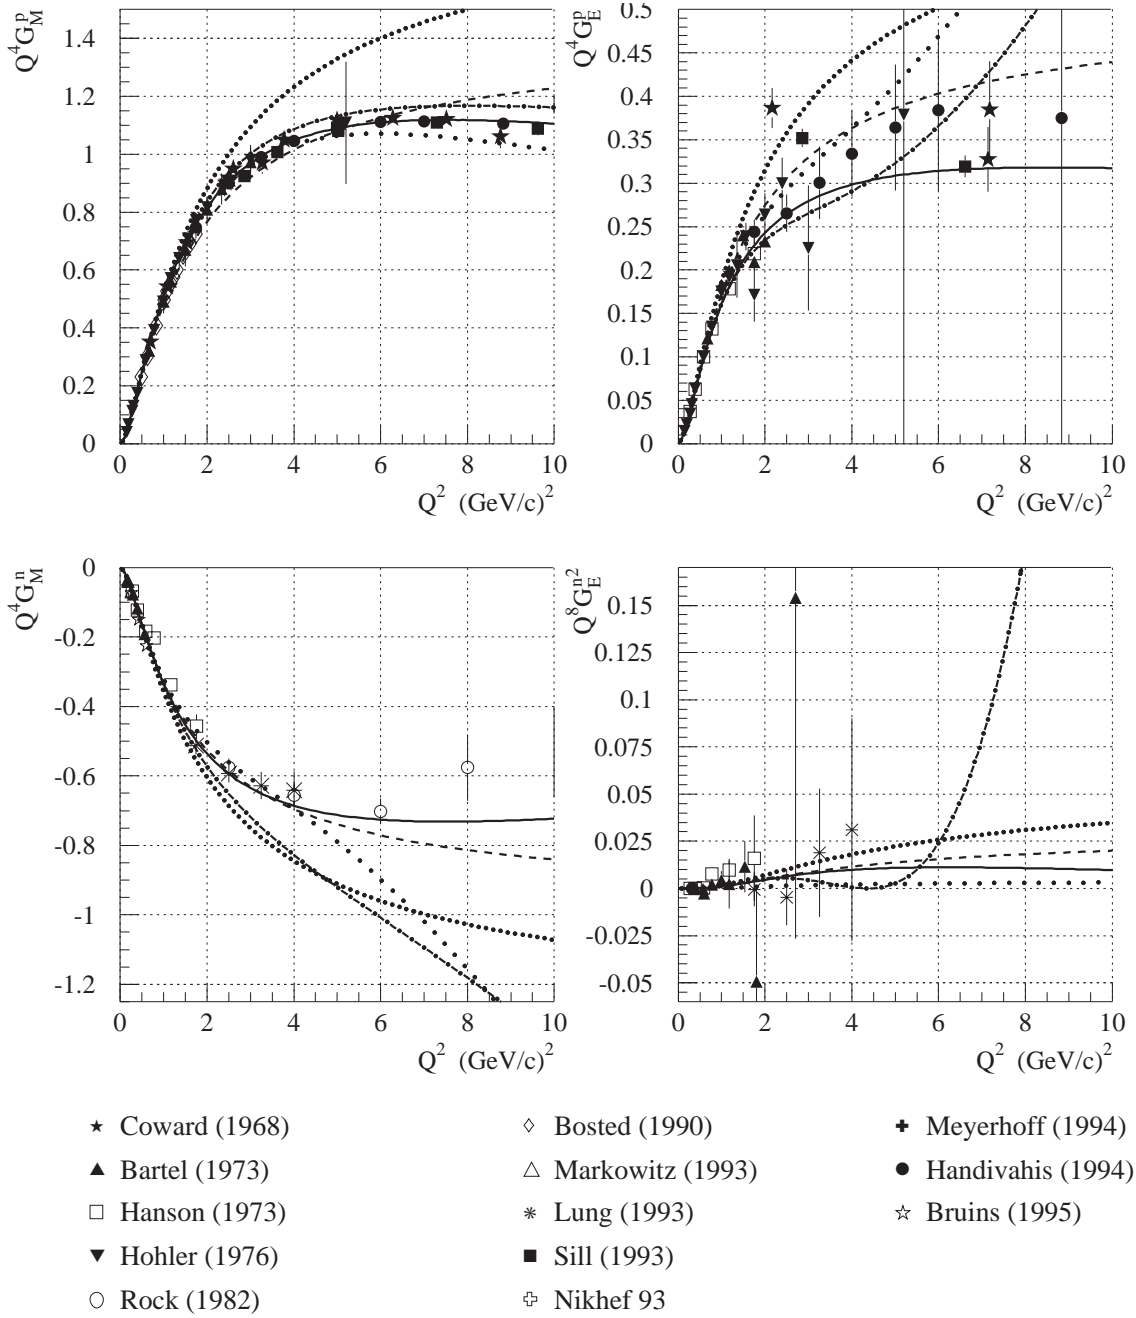 Q^4G_M^p
1.4
1.2
1
0.8
0.6
0.4
0.2
0
0 2 4 6 8 10
Q^2 (GeV/c)^2
Q^4G_E^p
0.5
0.45
0.4
0.35
0.3
0.25
0.2
0.15
0.1
0.05
0
0 2 4 6 8 10
Q^2 (GeV/c)^2
Q^4G_M^n
0
-0.2
-0.4
-0.6
-0.8
-1
-1.2
0 2 4 6 8 10
Q^2 (GeV/c)^2
Q^8G_E^n^2
0.15
0.125
0.1
0.075
0.05
0.025
0
-0.025
-0.05
0 2 4 6 8 10
Q^2 (GeV/c)^2
Coward (1968)
Bartel (1973)
Hanson (1973)
Hohler (1976)
Rock (1982)
Bosted (1990)
Markowitz (1993)
Lung (1993)
Sill (1993)
Nikhef 93
Meyerhoff (1994)
Handivahis (1994)
Bruins (1995)